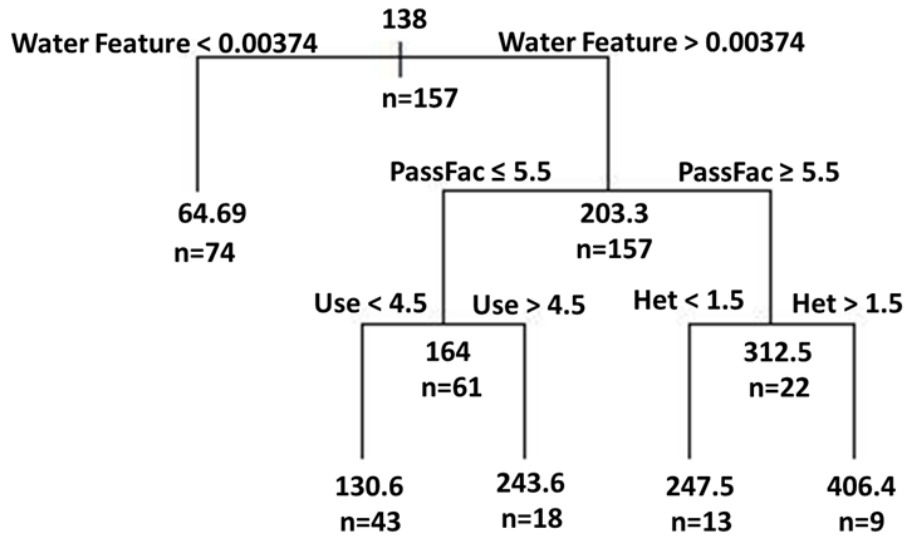 138
Water Feature < 0.00374
Water Feature > 0.00374
n=157
PassFac ≤ 5.5
PassFac ≥ 5.5
64.69
n=74
203.3
n=157
Use < 4.5
Use > 4.5
Het < 1.5
Het > 1.5
164
n=61
312.5
n=22
130.6
n=43
243.6
n=18
247.5
n=13
406.4
n=9